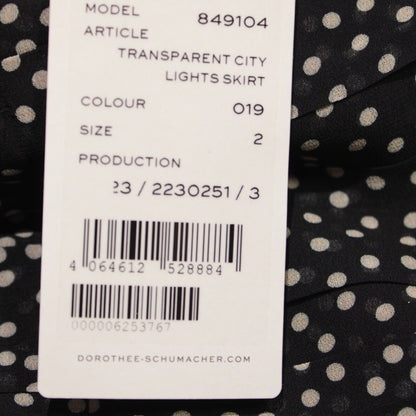 MODEL 849104
ARTICLE
TRANSPARENT CITY
LIGHTS SKIRT
COLOUR 019
SIZE 2
PRODUCTION
23 / 2230251 / 3
4 064612 528884
000006253767
DOROTHEE-SCHUMACHER.COM